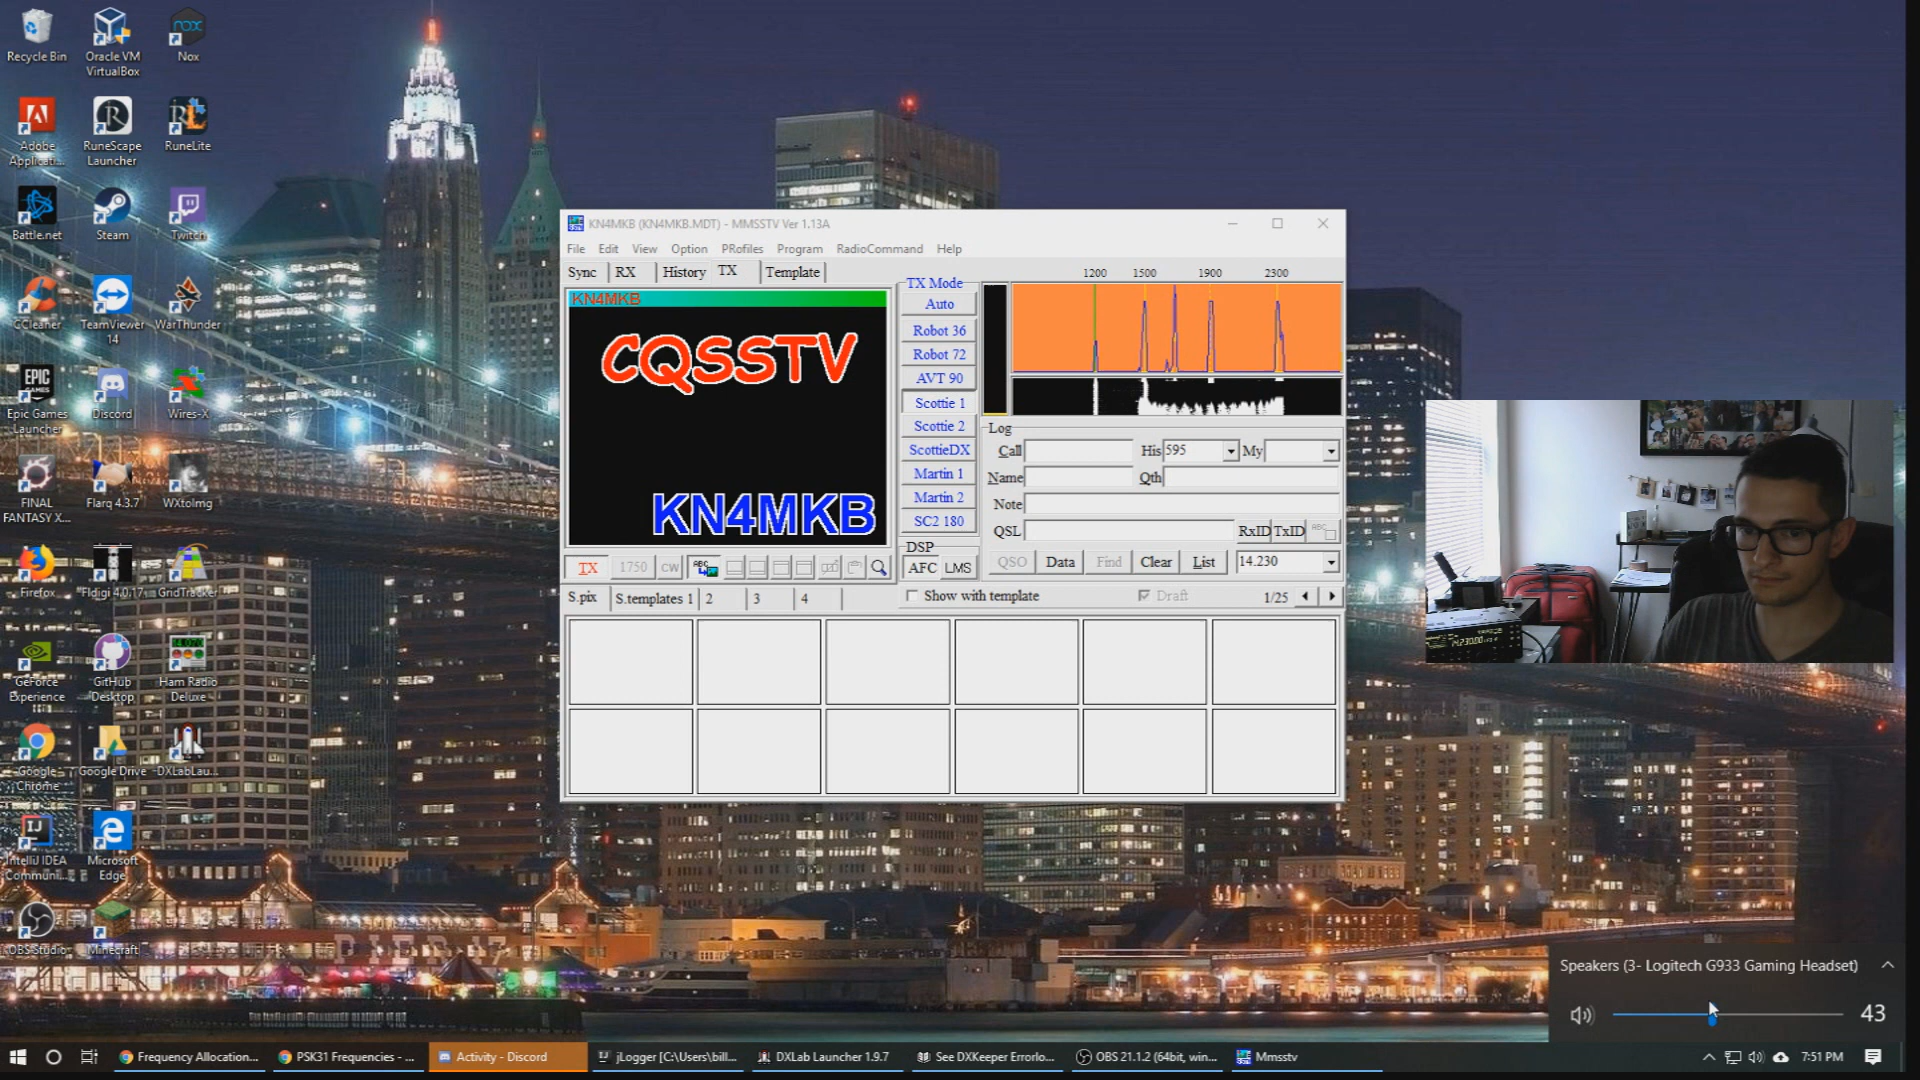 Recycle Bin
Oracle VM VirtualBox
Nox
Adobe Applicati...
RuneScape Launcher
RuneLite
Battle.net
Steam
Twitch
CCleaner
TeamViewer 14
WarThunder
Epic Games Launcher
Discord
Wires-X
FINAL FANTASY X...
Flarq 4.3.7
WXtoImg
Firefox
Fldigi 4.0.17
GridTracker
GeForce Experience
GitHub Desktop
Ham Radio Deluxe
Google Chrome
Google Drive
DXLabLau...
IntelliJ IDEA Communi...
Microsoft Edge
OBS Studio
Minecraft
KN4MKB (KN4MKB.MDT) - MMSSTV Ver 1.13A
File Edit View Option PRofiles Program RadioCommand Help
Sync RX History TX Template
KN4MKB
CQSSTV
KN4MKB
TX Mode
Auto
Robot 36
Robot 72
AVT 90
Scottie 1
Scottie 2
ScottieDX
Martin 1
Martin 2
SC2 180
DSP
AFC LMS
1200 1500 1900 2300
Log
Call His 595 My
Name Qth
Note
QSL RxID TxID
QSO Data Find Clear List 14.230
TX 1750 CW
S.pix S.templates 1 2 3 4
Show with template Draft 1/25
Speakers (3- Logitech G933 Gaming Headset)
43
Frequency Allocation... PSK31 Frequencies - ... Activity - Discord jLogger [C:\Users\bill... DXLab Launcher 1.9.7 See DXKeeper Errorlo... OBS 21.1.2 (64bit, win... Mmsstv 7:51 PM